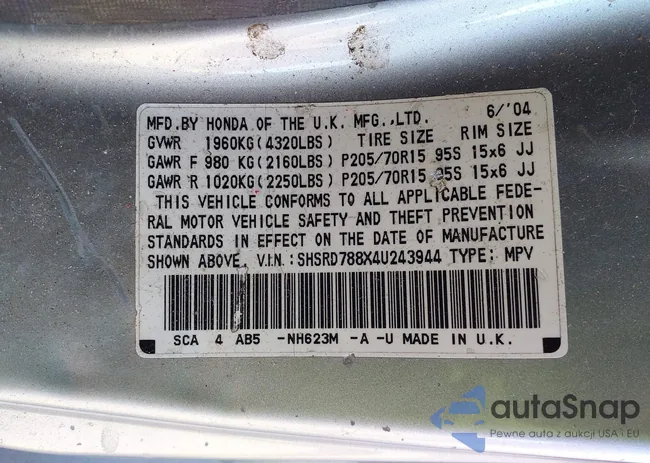 MFD.BY HONDA OF THE U.K. MFG.,LTD. 6/'04
GVWR 1960KG(4320LBS) TIRE SIZE RIM SIZE
GAWR F 980 KG(2160LBS) P205/70R15 95S 15x6 JJ
GAWR R 1020KG(2250LBS) P205/70R15 95S 15x6 JJ
THIS VEHICLE CONFORMS TO ALL APPLICABLE FEDE-
RAL MOTOR VEHICLE SAFETY AND THEFT PREVENTION
STANDARDS IN EFFECT ON THE DATE OF MANUFACTURE
SHOWN ABOVE. V.I.N.: SHSRD788X4U243944 TYPE: MPV
SCA 4 AB5 -NH623M -A -U MADE IN U.K.
autaSnap
Pewne auta z aukcji USA i EU